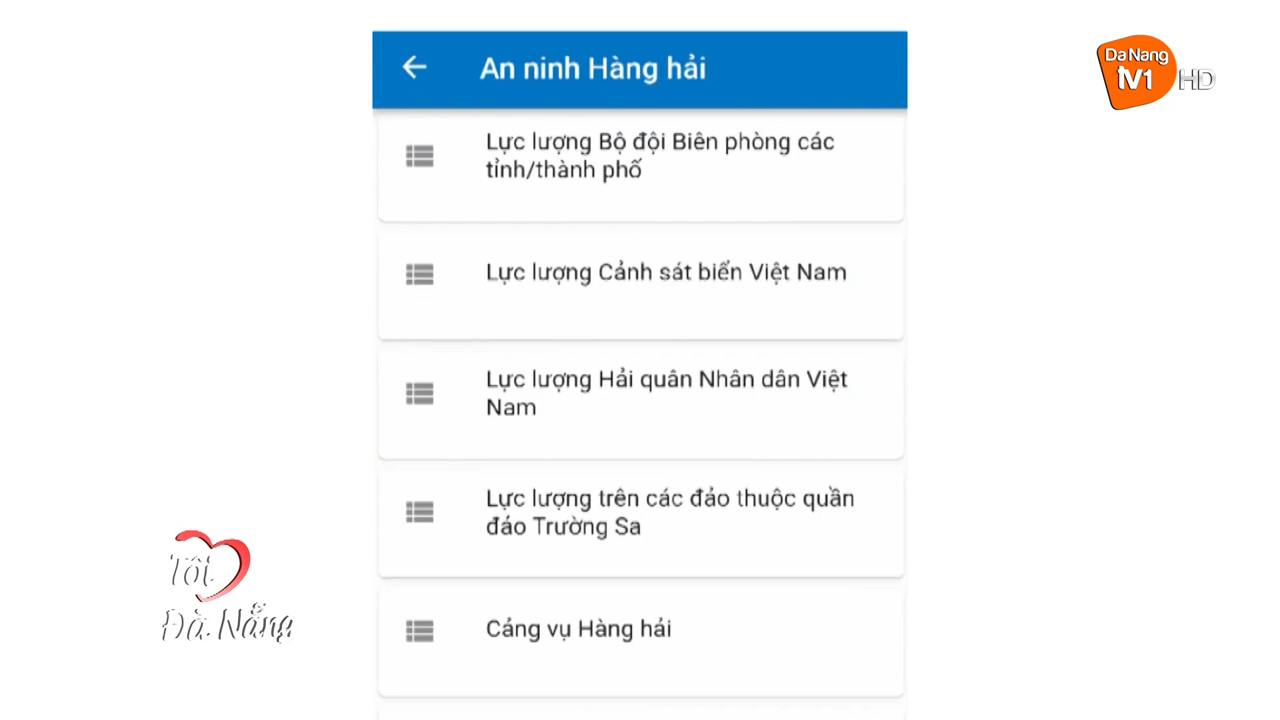 An ninh Hàng hải
Da Nang
tv1 HD
Lực lượng Bộ đội Biên phòng các
tỉnh/thành phố
Lực lượng Cảnh sát biển Việt Nam
Lực lượng Hải quân Nhân dân Việt
Nam
Lực lượng trên các đảo thuộc quần
đảo Trường Sa
Tôi
Đà Nẵng
Cảng vụ Hàng hải